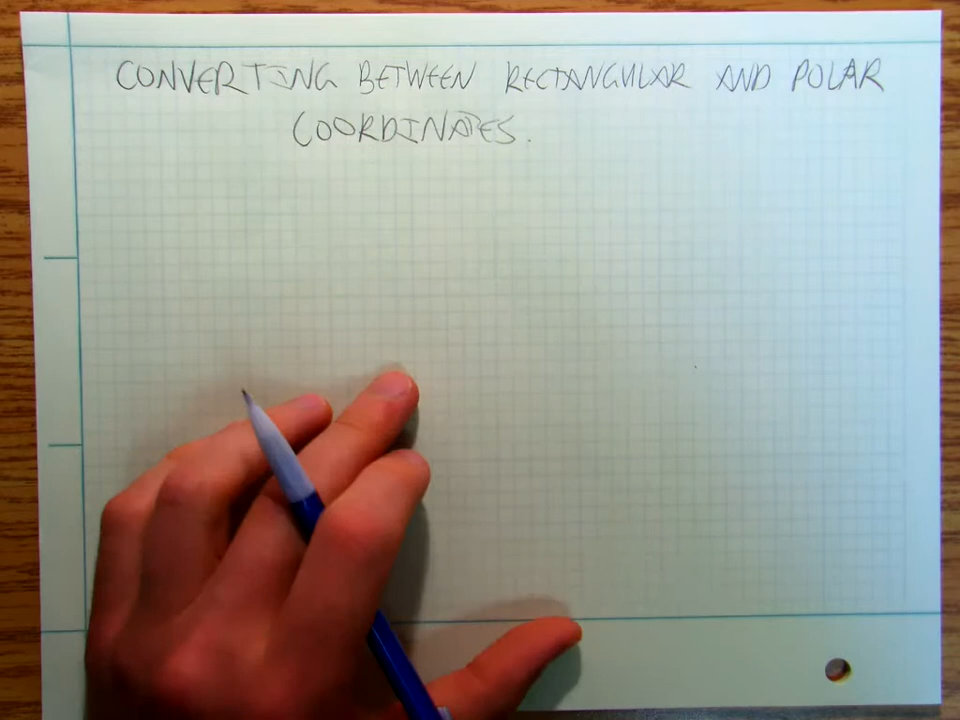 CONVERTING BETWEEN RECTANGULAR AND POLAR
COORDINATES.